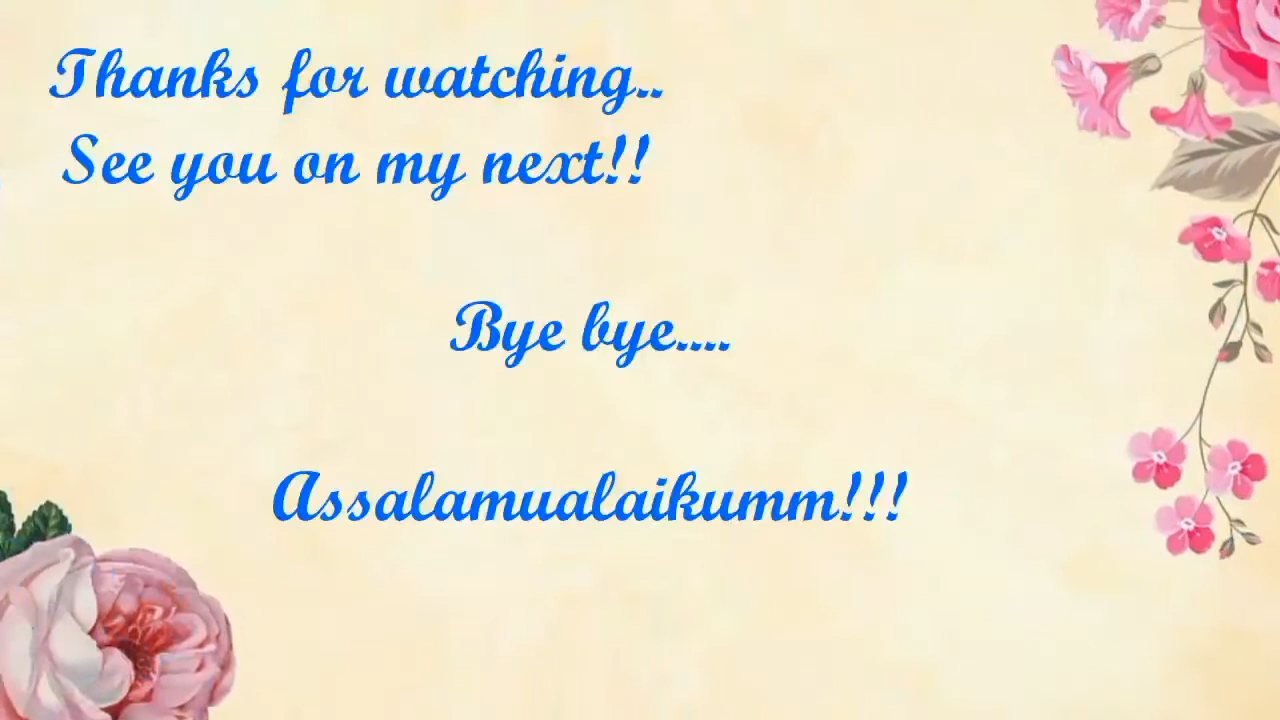 Thanks for watching..
See you on my next!!
Bye bye....
Assalamualaikumm!!!